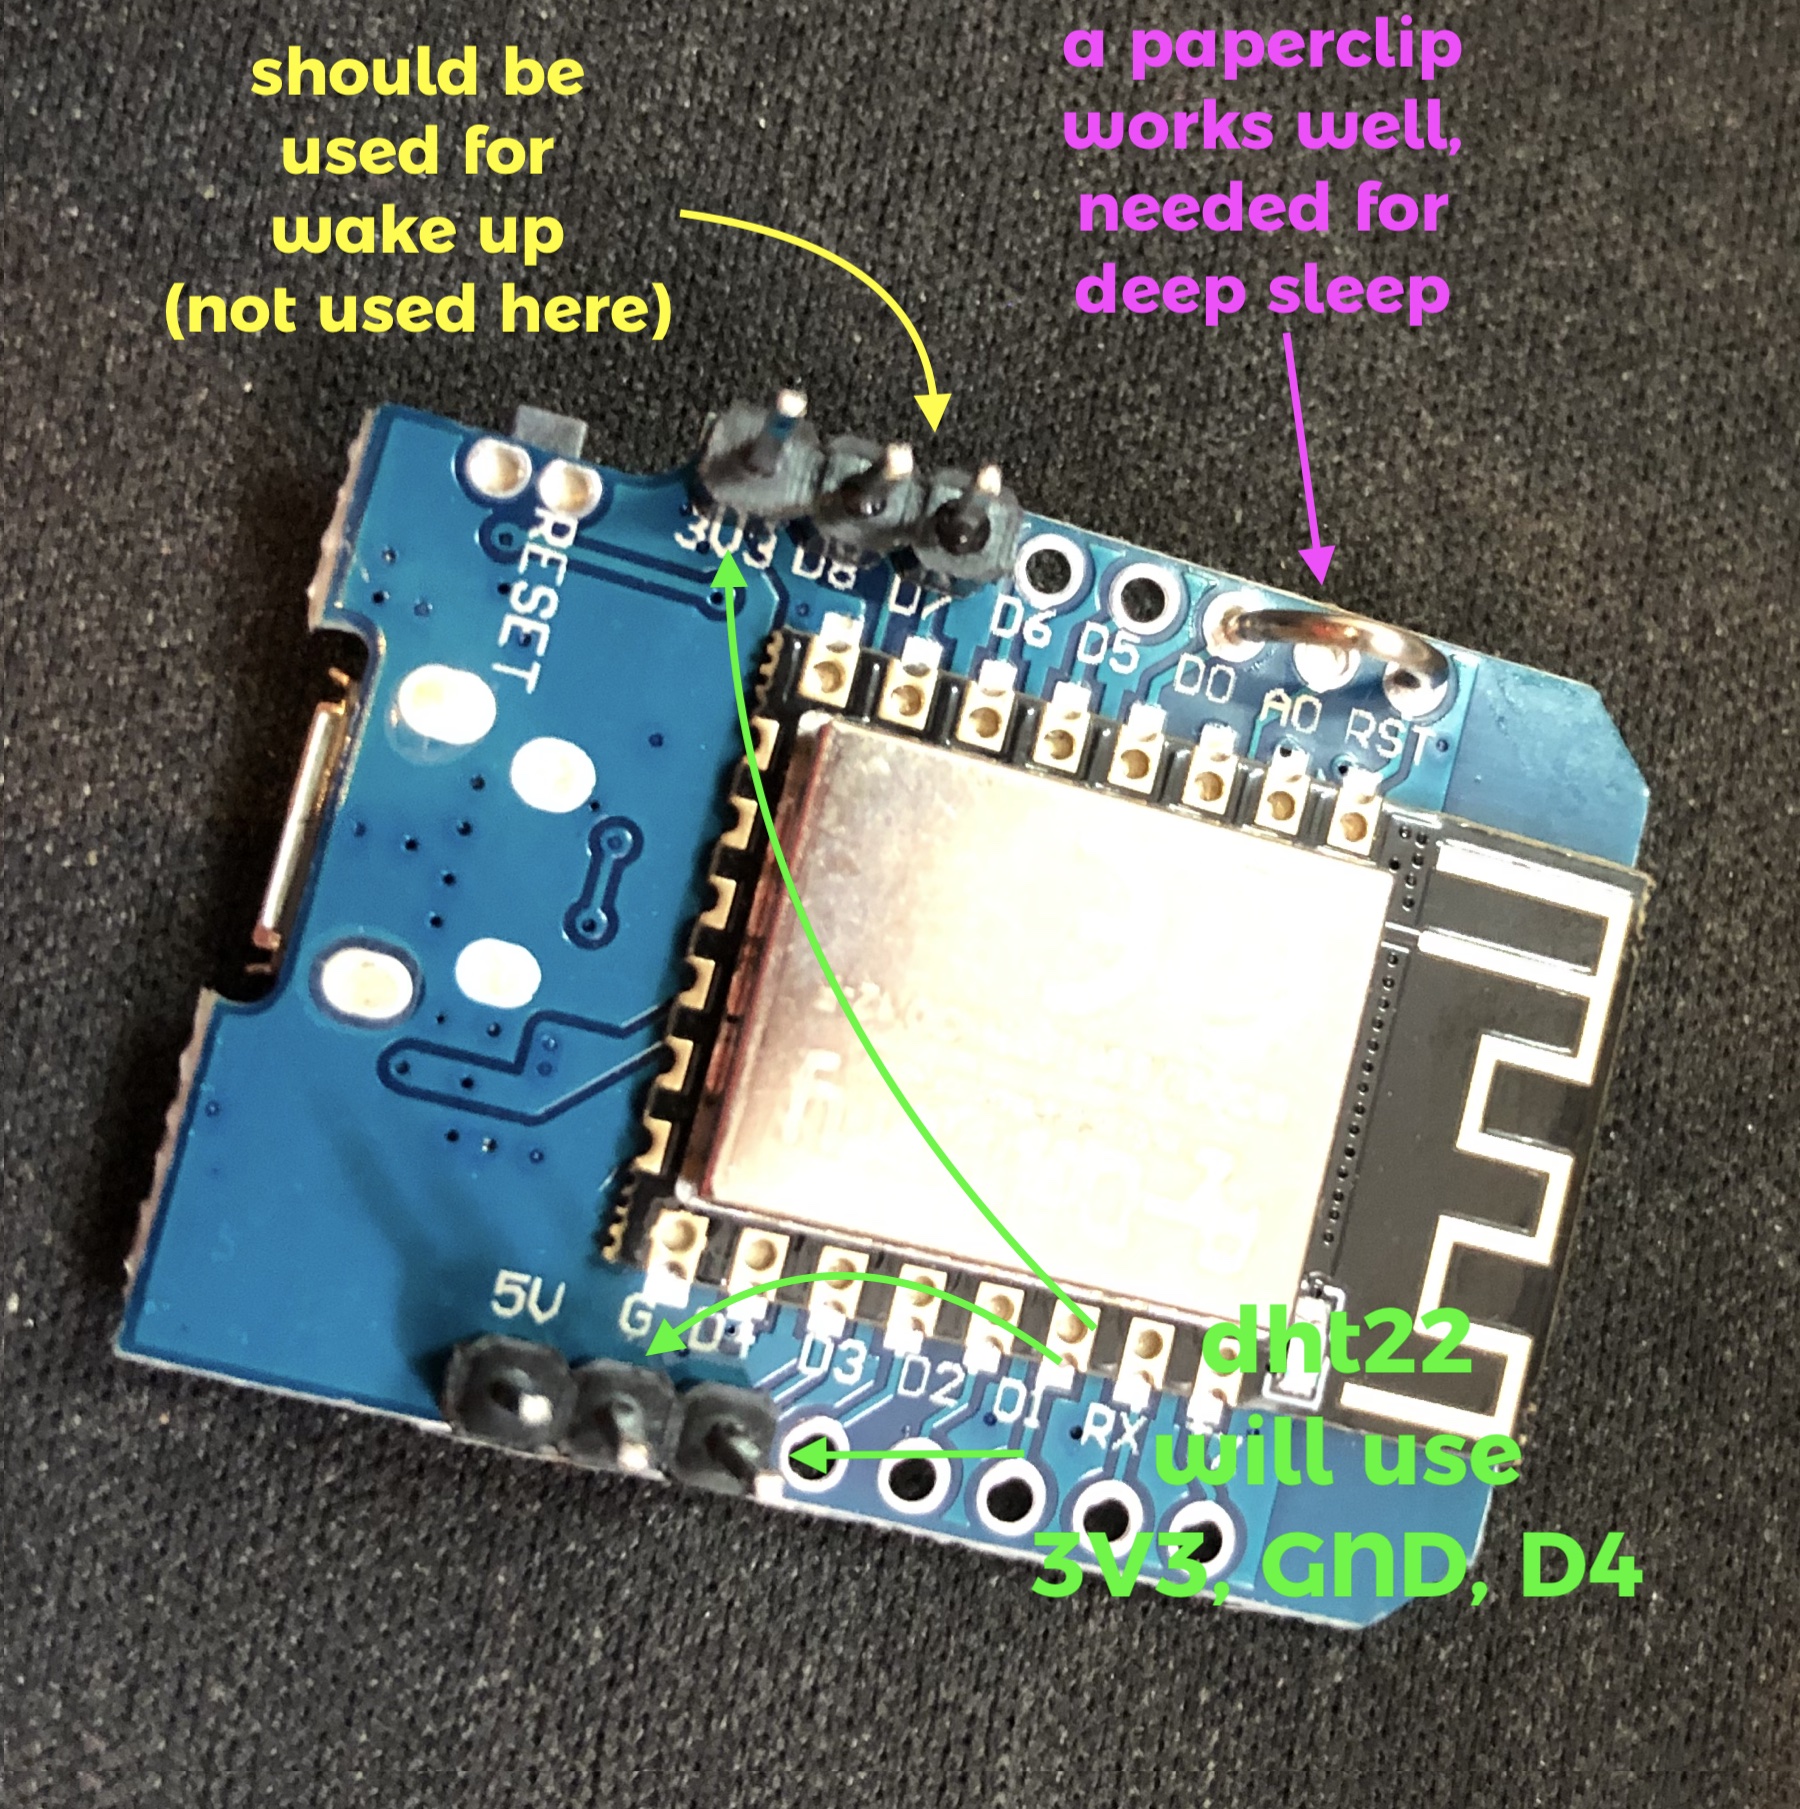 should be
used for
wake up
(not used here)
a paperclip
works well,
needed for
deep sleep
RESET
3V3 D8 D7 D6 D5 D0 A0 RST
5V G D4 D3 D2 D1 RX
dht22
will use
3V3, GND, D4